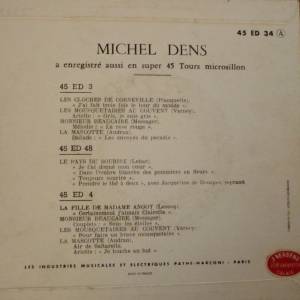 45 ED 34 A
MICHEL DENS
a enregistré aussi en super 45 Tours microsillon
45 ED 3
LES CLOCHES DE CORNEVILLE (Planquette)
« J'ai fait trois fois le tour du monde ».
LES MOUSQUETAIRES AU COUVENT (Varney)
Ariette : « Gris, je suis gris ».
MONSIEUR BEAUCAIRE (Messager)
Mélodie : « La rose rouge ».
LA MASCOTTE (Audran)
Ballade : « Les envoyés du paradis ».
45 ED 48
LE PAYS DU SOURIRE (Lehar)
« Je t'ai donné mon cœur ».
« Dans l'ombre blanche des pommiers en fleurs ».
« Toujours sourire ».
« Prendre le thé à deux », avec Jacqueline de Bourges, soprano
45 ED 4
LA FILLE DE MADAME ANGOT (Lecocq)
« Certainement j'aimais Clairette ».
MONSIEUR BEAUCAIRE (Messager)
Couplets :
LES MOUSQUETAIRES AU COUVENT (Varney)
« Pour faire un brave mousquetaire ».
LA MASCOTTE (Audran)
Air de Saltarello.
Ariette : « Je touche au but ».
LES INDUSTRIES MUSICALES ET ELECTRIQUES PATHE-MARCONI - PARIS